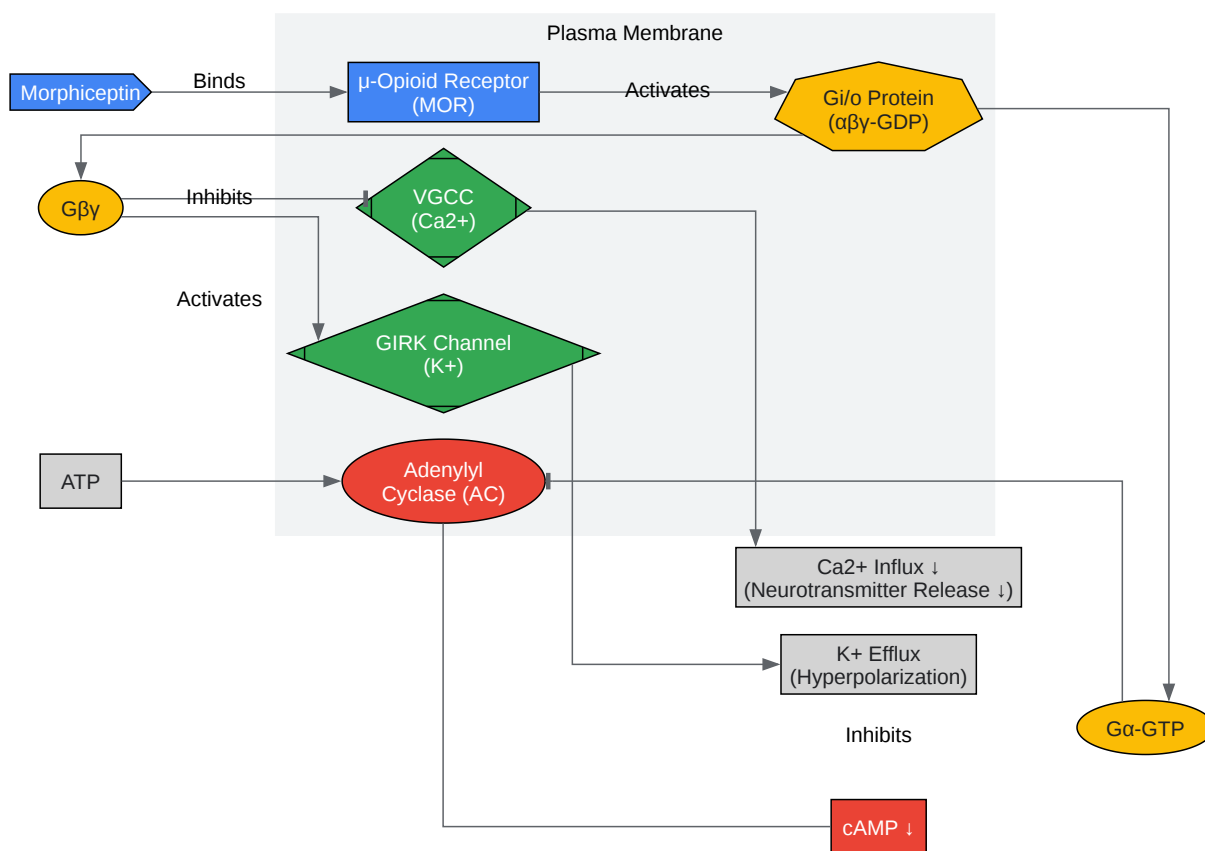 Plasma Membrane
Morphiceptin
Binds
μ-Opioid Receptor
(MOR)
Activates
Gi/o Protein
(αβγ-GDP)
Gβγ
Inhibits
VGCC
(Ca2+)
Activates
GIRK Channel
(K+)
ATP
Adenylyl
Cyclase (AC)
Ca2+ Influx ↓
(Neurotransmitter Release ↓)
K+ Efflux
(Hyperpolarization)
Inhibits
Gα-GTP
cAMP ↓